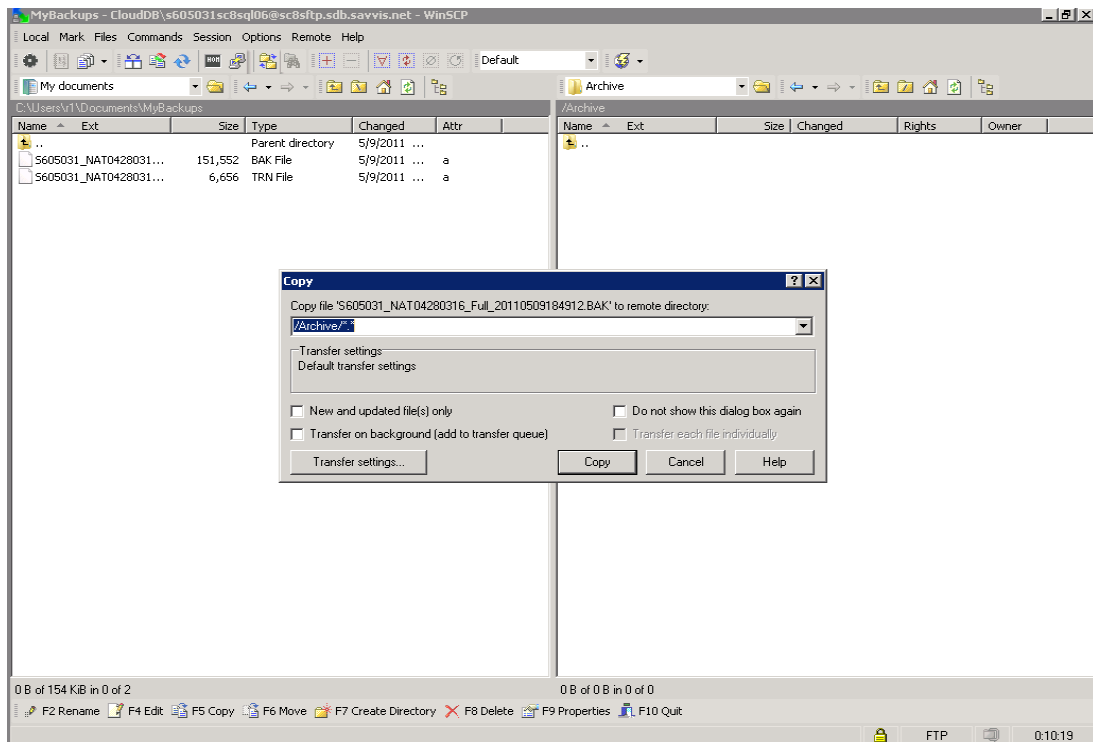 MyBackups - CloudDB\s605031sc8sql06@sc8sftp.sdb.savvis.net - WinSCP
Local Mark Files Commands Session Options Remote Help
Default
My documents
Archive
C:\Users\r1\Documents\MyBackups
/Archive
Name Ext Size Type Changed Attr
Name Ext Size Changed Rights Owner
.. Parent directory 5/9/2011 ...
..
S605031_NAT0428031... 151,552 BAK File 5/9/2011 ... a
S605031_NAT0428031... 6,656 TRN File 5/9/2011 ... a
Copy
Copy file 'S605031_NAT04280316_Full_20110509184912.BAK' to remote directory:
/Archive/*.*
Transfer settings
Default transfer settings
New and updated file(s) only
Do not show this dialog box again
Transfer on background (add to transfer queue)
Transfer each file individually
Transfer settings... Copy Cancel Help
0 B of 154 KiB in 0 of 2
0 B of 0 B in 0 of 0
F2 Rename F4 Edit F5 Copy F6 Move F7 Create Directory F8 Delete F9 Properties F10 Quit
FTP 0:10:19